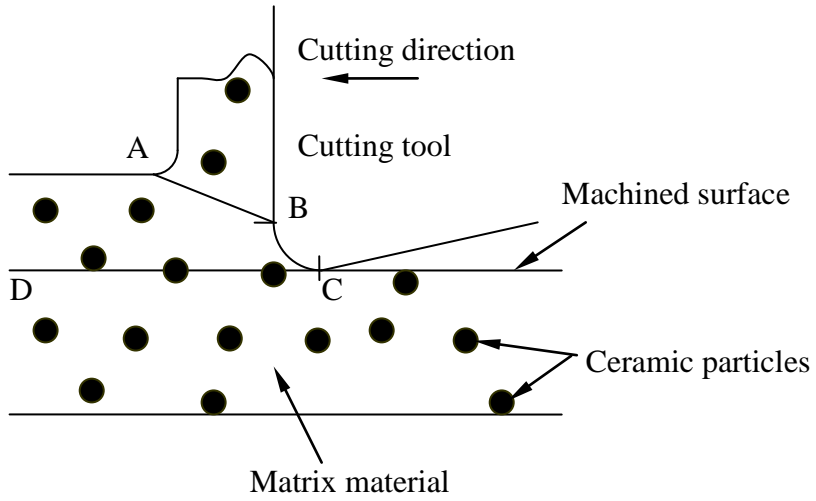 Cutting direction
A
Cutting tool
B
Machined surface
D
C
Ceramic particles
Matrix material